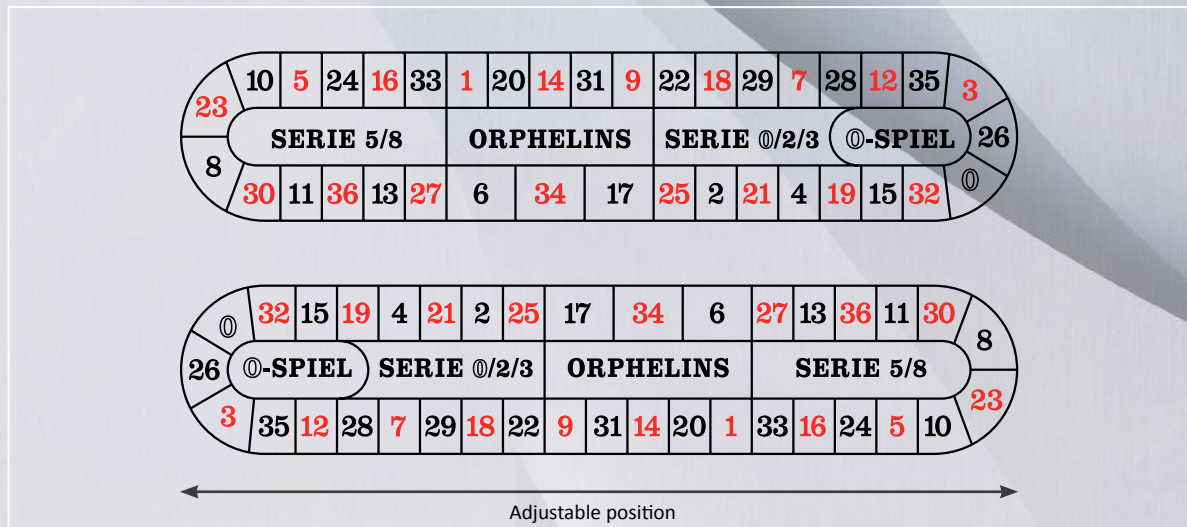 10 5 24 16 33 1 20 14 31 9 22 18 29 7 28 12 35 3
23
SERIE 5/8 ORPHELINS SERIE 0/2/3 0-SPIEL 26
8
30 11 36 13 27 6 34 17 25 2 21 4 19 15 32 0
0 32 15 19 4 21 2 25 17 34 6 27 13 36 11 30
8
26 0-SPIEL SERIE 0/2/3 ORPHELINS SERIE 5/8
23
3 35 12 28 7 29 18 22 9 31 14 20 1 33 16 24 5 10
Adjustable position